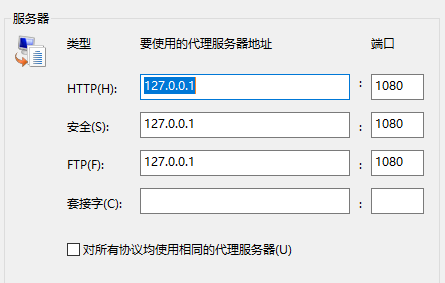 服务器
类型 要使用的代理服务器地址 端口
HTTP(H): 127.0.0.1 : 1080
安全(S): 127.0.0.1 : 1080
FTP(F): 127.0.0.1 : 1080
套接字(C): :
对所有协议均使用相同的代理服务器(U)